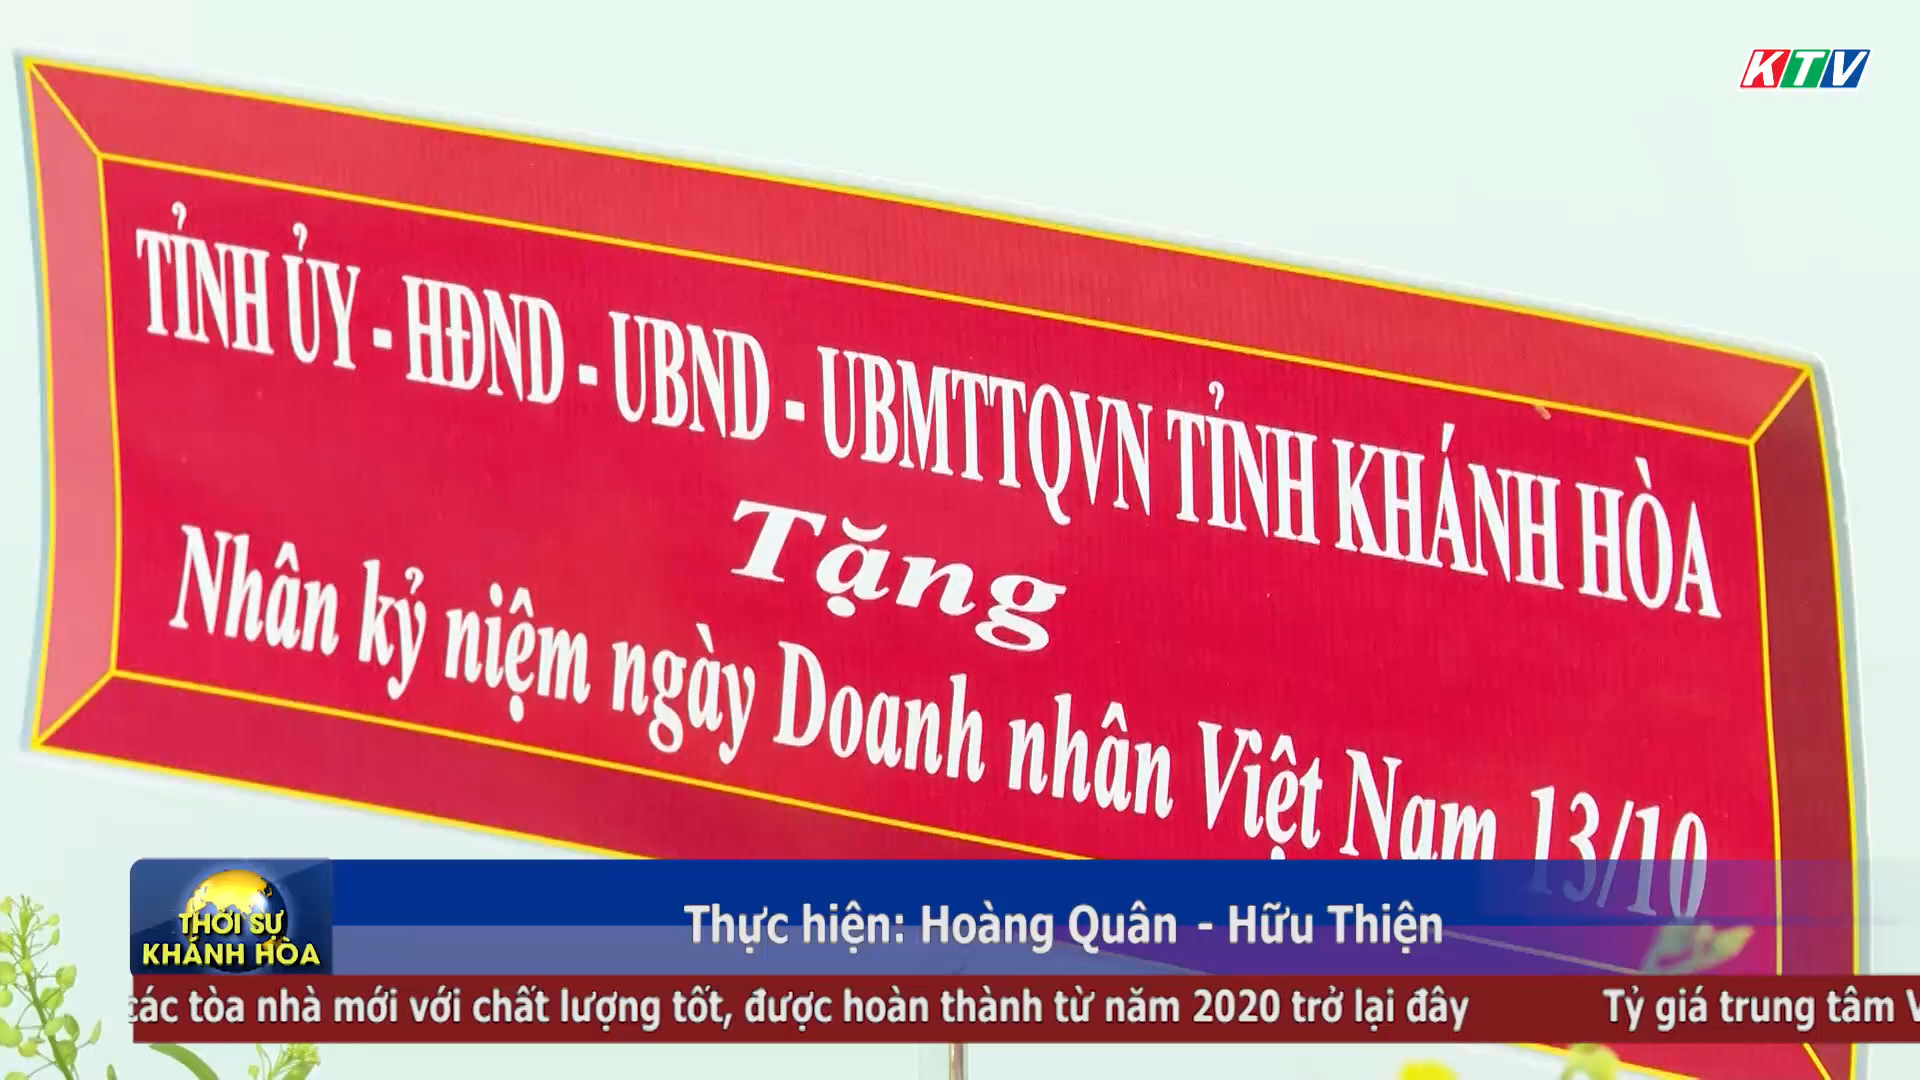 KTV
TỈNH ỦY - HĐND - UBND - UBMTTQVN TỈNH KHÁNH HÒA
Tặng
Nhân kỷ niệm ngày Doanh nhân Việt Nam 13/10
THỜI SỰ
KHÁNH HÒA
Thực hiện: Hoàng Quân - Hữu Thiện
các tòa nhà mới với chất lượng tốt, được hoàn thành từ năm 2020 trở lại đây Tỷ giá trung tâm V